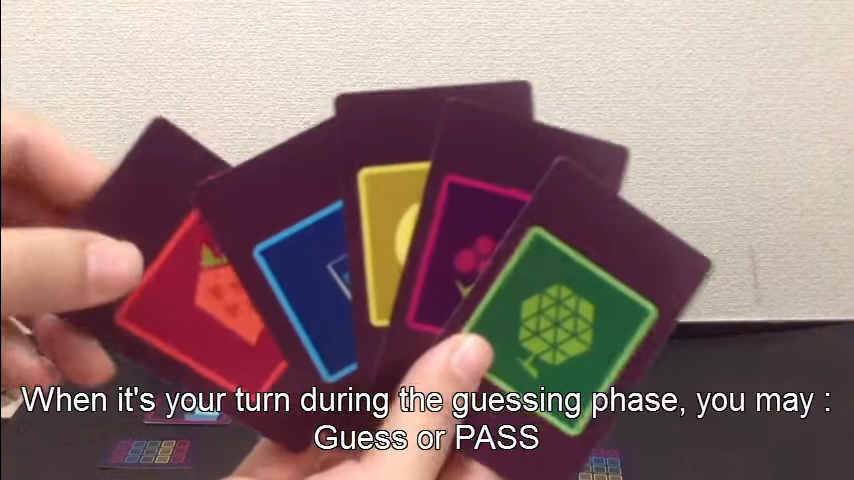 When it's your turn during the guessing phase, you may :
Guess or PASS